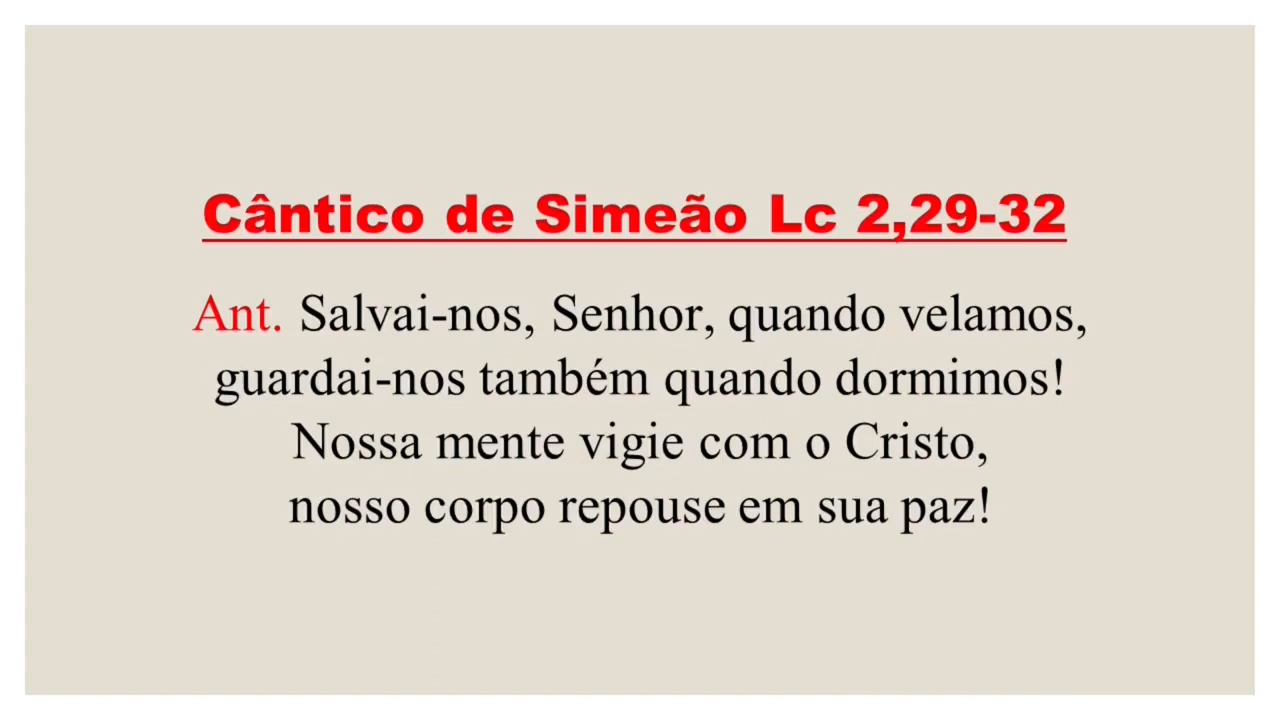 Cântico de Simeão Lc 2,29-32
Ant. Salvai-nos, Senhor, quando velamos,
guardai-nos também quando dormimos!
Nossa mente vigie com o Cristo,
nosso corpo repouse em sua paz!